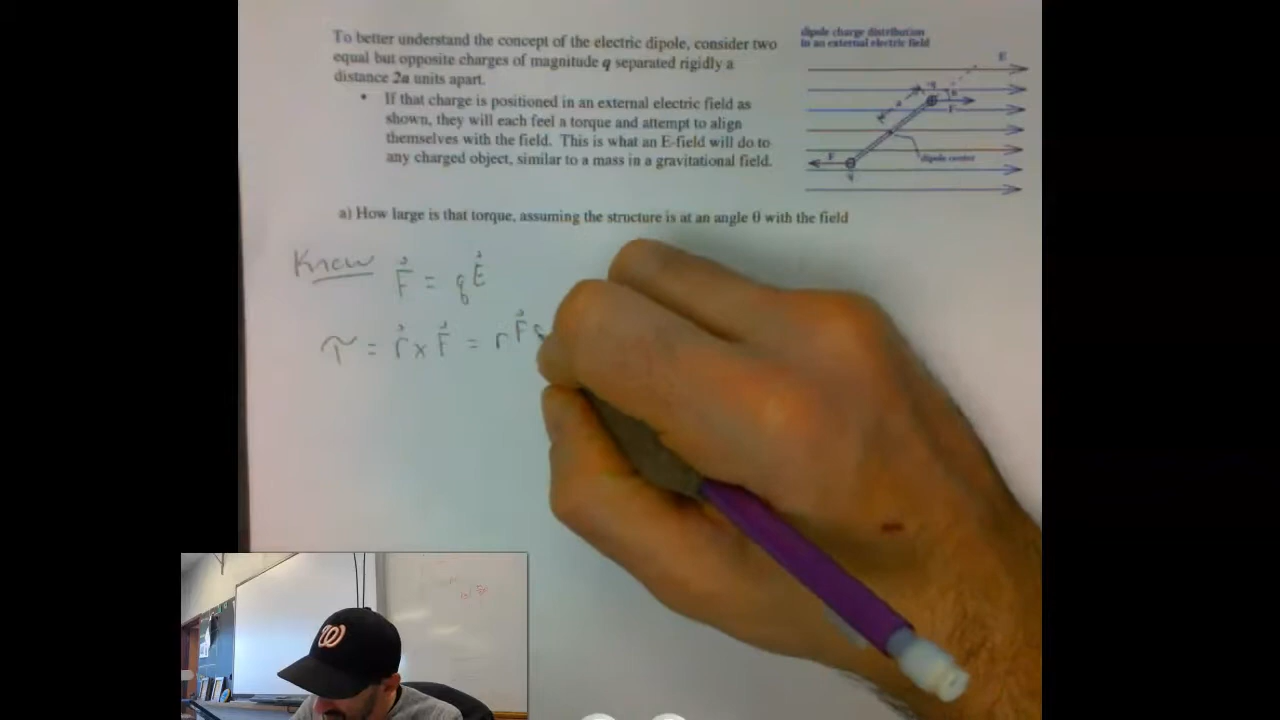 To better understand the concept of the electric dipole, consider two
equal but opposite charges of magnitude q separated rigidly a
distance 2a units apart.
• If that charge is positioned in an external electric field as
shown, they will each feel a torque and attempt to align
themselves with the field. This is what an E-field will do to
any charged object, similar to a mass in a gravitational field.
dipole charge distribution
in an external electric field
E
a
θ
F
F
dipole center
a) How large is that torque, assuming the structure is at an angle θ with the field
Know F⃗ = qE⃗
τ = r⃗ x F⃗ = rF⃗ s
W